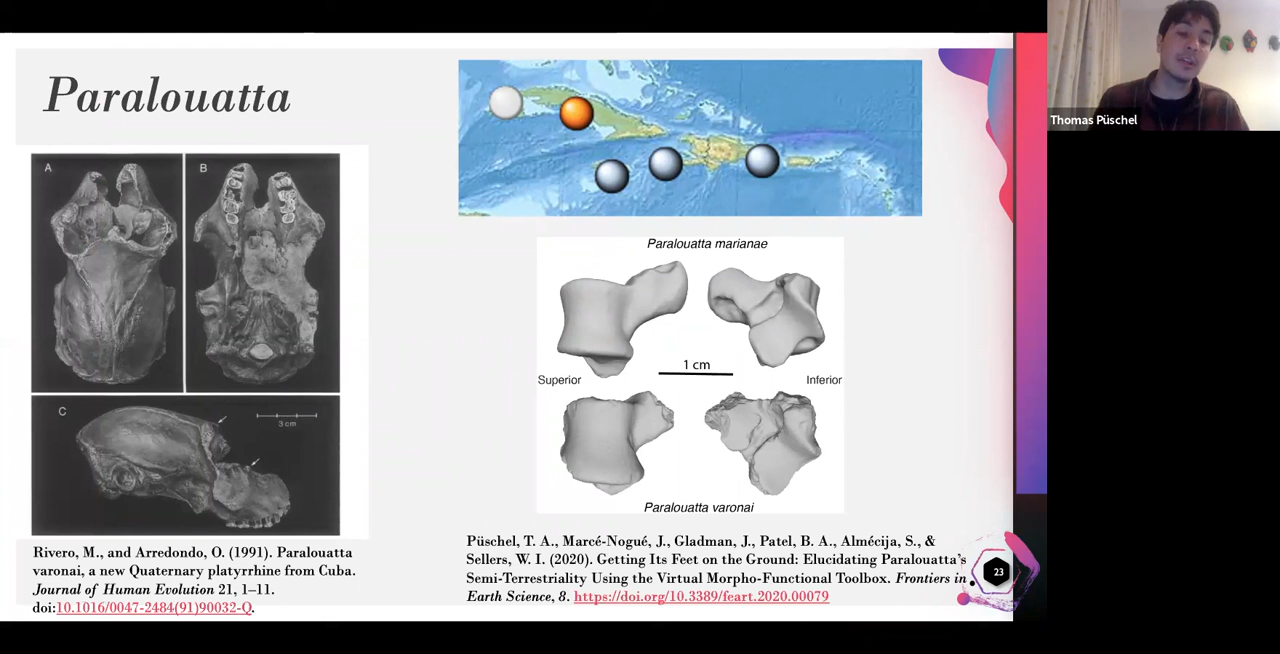 Paralouatta
Thomas Püschel
A
B
C
3 cm
Paralouatta marianae
1 cm
Superior
Inferior
Paralouatta varonai
Rivero, M., and Arredondo, O. (1991). Paralouatta
varonai, a new Quaternary platyrrhine from Cuba.
Journal of Human Evolution 21, 1–11.
doi:10.1016/0047-2484(91)90032-Q.
Püschel, T. A., Marcé-Nogué, J., Gladman, J., Patel, B. A., Almécija, S., &
Sellers, W. I. (2020). Getting Its Feet on the Ground: Elucidating Paralouatta’s
Semi-Terrestriality Using the Virtual Morpho-Functional Toolbox. Frontiers in
Earth Science, 8. https://doi.org/10.3389/feart.2020.00079
23